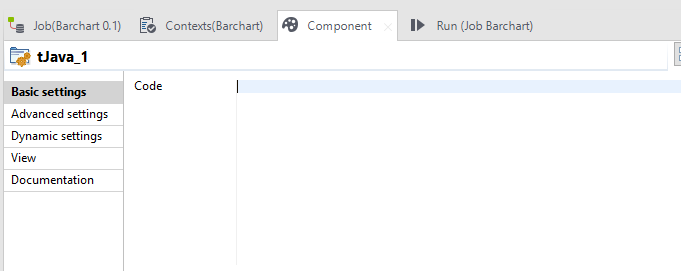 Job(Barchart 0.1) Contexts(Barchart) Component Run (Job Barchart)
tJava_1
Basic settings Code
Advanced settings
Dynamic settings
View
Documentation